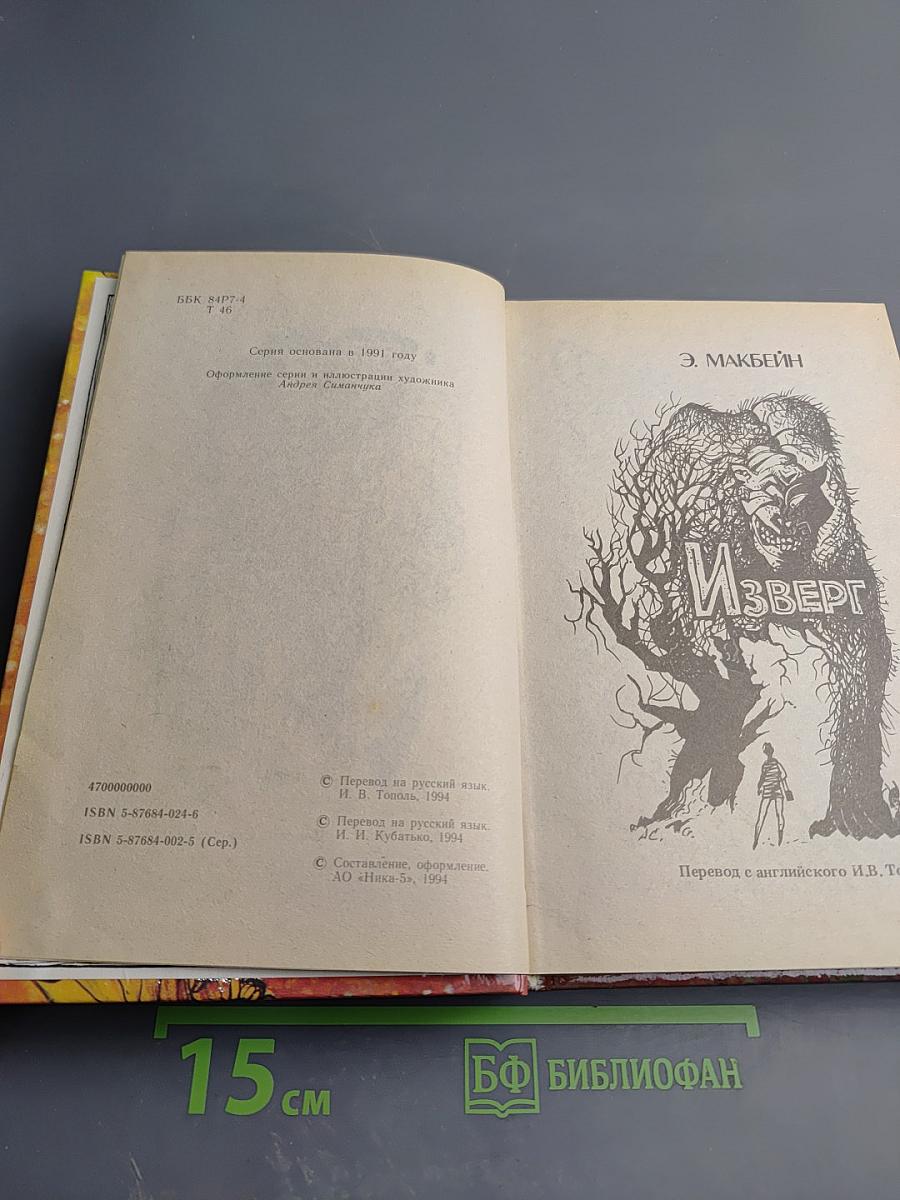 ББК 84Р7-4
Т 46
Серия основана в 1991 году
Оформление серии и иллюстрации художника
Андрея Симанчука
4700000000
ISBN 5-87684-024-6
ISBN 5-87684-002-5 (Сер.)
© Перевод на русский язык.
И. В. Тополь, 1994
© Перевод на русский язык.
И. И. Кубатько, 1994
© Составление, оформление.
АО «Ника-5», 1994
Э. МАКБЕЙН
ИЗВЕРГ
Перевод с английского И.В.
15 см
БФ БИБЛИОФАН